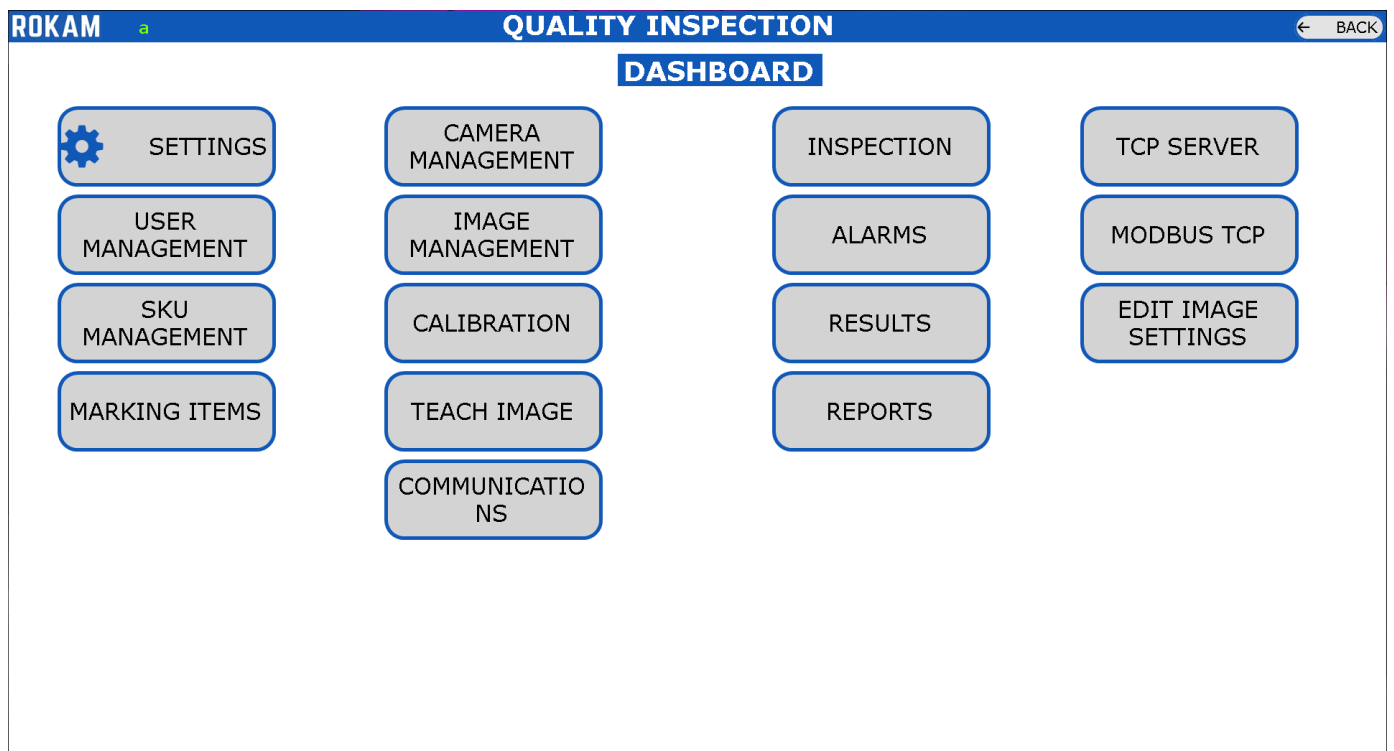 ROKAM a QUALITY INSPECTION ← BACK
DASHBOARD
SETTINGS
USER
MANAGEMENT
SKU
MANAGEMENT
MARKING ITEMS
CAMERA
MANAGEMENT
IMAGE
MANAGEMENT
CALIBRATION
TEACH IMAGE
COMMUNICATIO
NS
INSPECTION
ALARMS
RESULTS
REPORTS
TCP SERVER
MODBUS TCP
EDIT IMAGE
SETTINGS